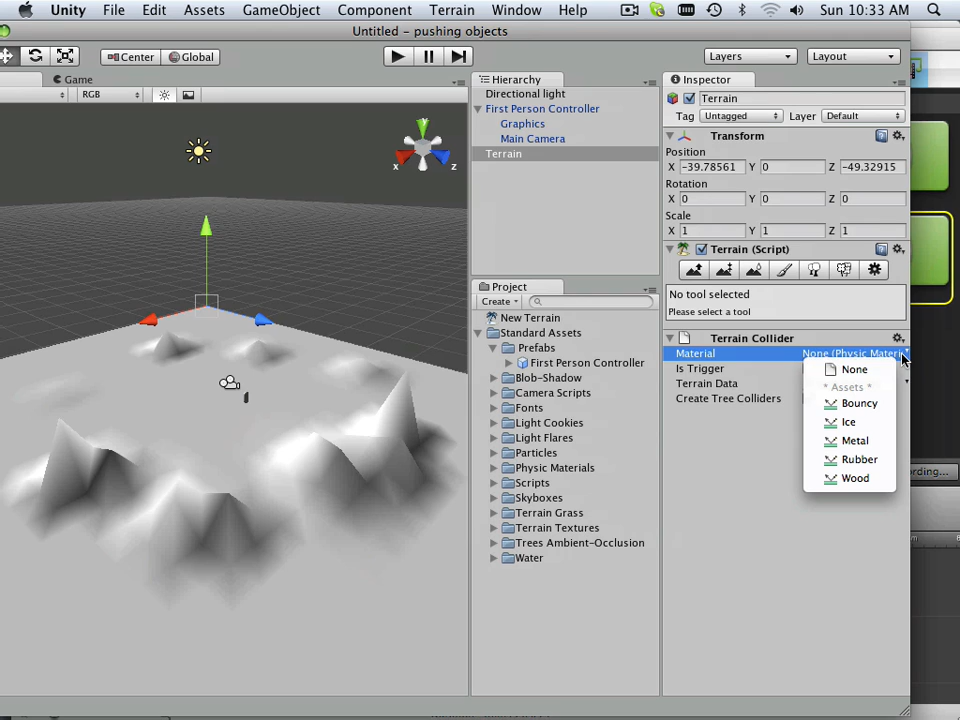 Unity File Edit Assets GameObject Component Terrain Window Help Sun 10:33 AM
Untitled - pushing objects
Center Global Layers Layout
Game Hierarchy Inspector
RGB
Directional light
First Person Controller
Graphics
Main Camera
Terrain
Terrain
Tag Untagged Layer Default
Transform
Position
X -39.78561 Y 0 Z -49.32915
Rotation
X 0 Y 0 Z 0
Scale
X 1 Y 1 Z 1
Terrain (Script)
No tool selected
Please select a tool
Terrain Collider
Material None (Physic Materi
Is Trigger
Terrain Data
Create Tree Colliders
None
* Assets *
Bouncy
Ice
Metal
Rubber
Wood
Project
Create
New Terrain
Standard Assets
Prefabs
First Person Controller
Blob-Shadow
Camera Scripts
Fonts
Light Cookies
Light Flares
Particles
Physic Materials
Scripts
Skyboxes
Terrain Grass
Terrain Textures
Trees Ambient-Occlusion
Water
x y z
ording...